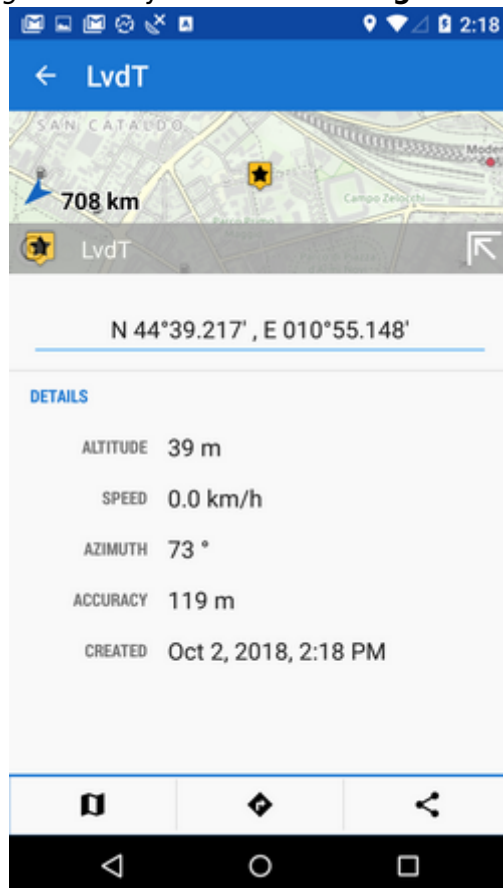 2:18
LvdT
SAN CATALDO
Mode
708 km
Campo Zelocchi
LvdT
N 44°39.217' , E 010°55.148'
DETAILS
ALTITUDE 39 m
SPEED 0.0 km/h
AZIMUTH 73 °
ACCURACY 119 m
CREATED Oct 2, 2018, 2:18 PM